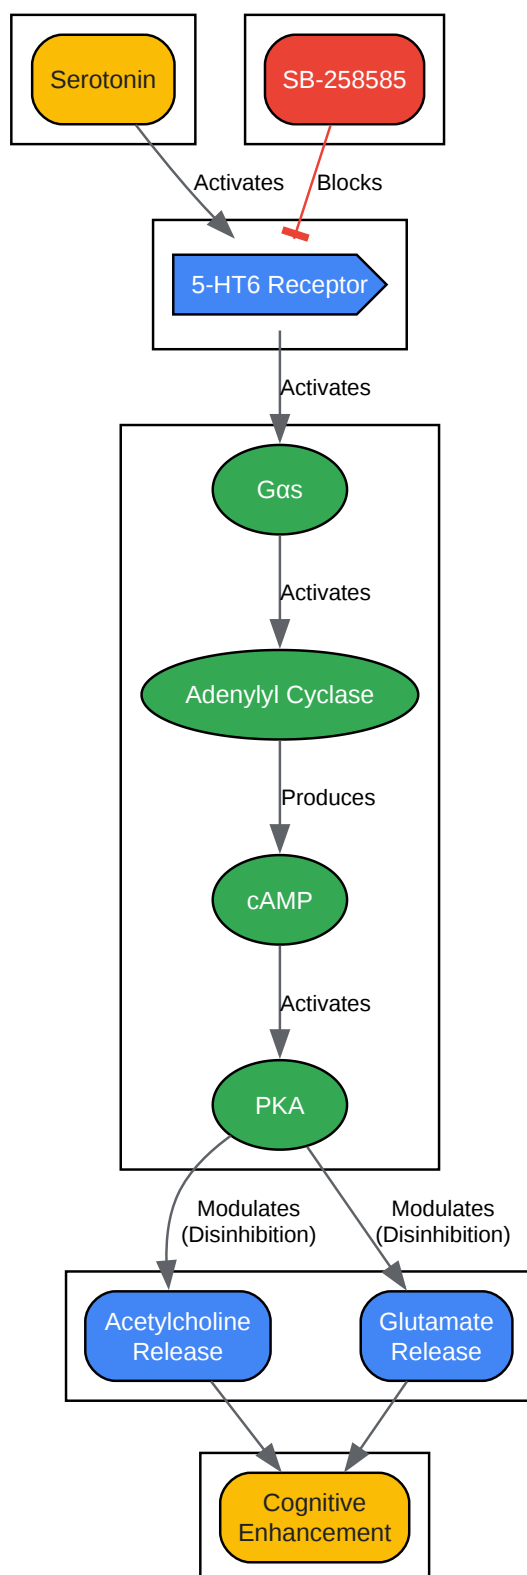 Serotonin
SB-258585
Activates
Blocks
5-HT6 Receptor
Activates
Gαs
Activates
Adenylyl Cyclase
Produces
cAMP
Activates
PKA
Modulates
(Disinhibition)
Modulates
(Disinhibition)
Acetylcholine
Release
Glutamate
Release
Cognitive
Enhancement